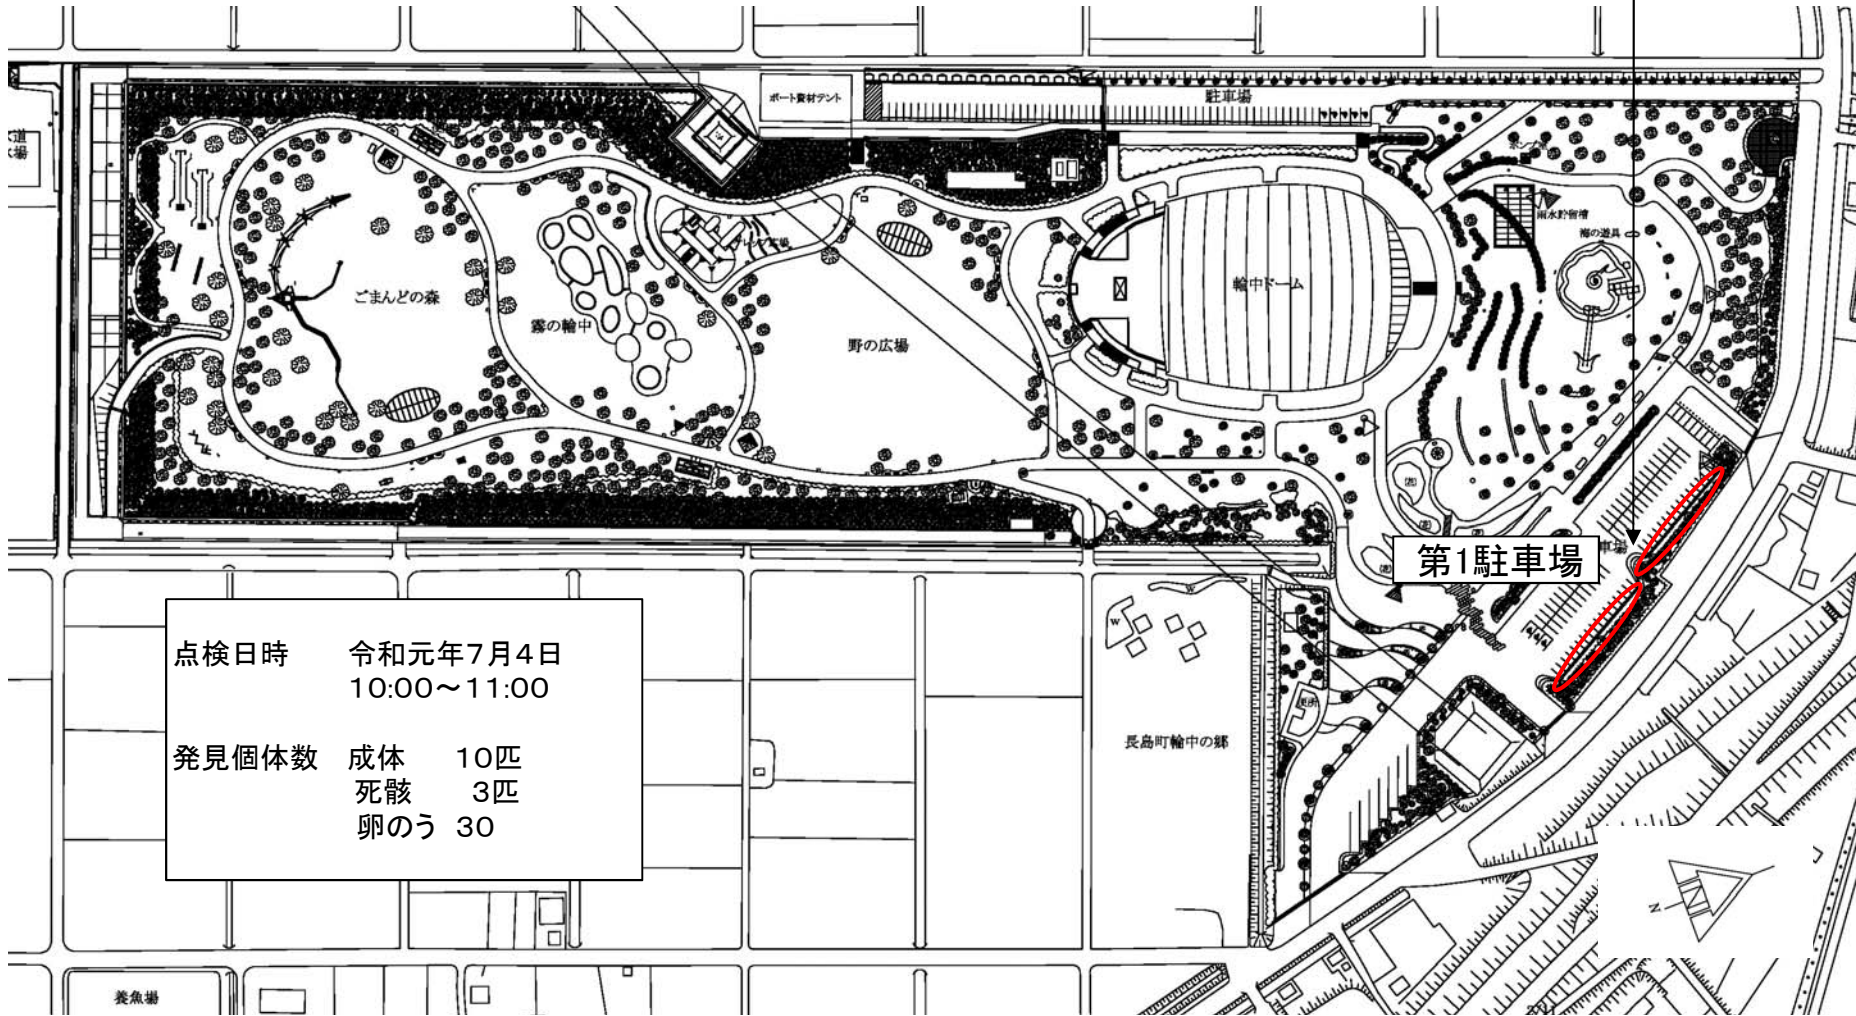 ボート資材テント
駐車場
雨水貯留槽
海の道具
ごまんどの森
霧の輪中
野の広場
輪中ドーム
第1駐車場
車場
点検日時 令和元年7月4日
10:00～11:00
発見個体数 成体 10匹
死骸 3匹
卵のう 30
W
W
長島町輪中の郷
N
養魚場